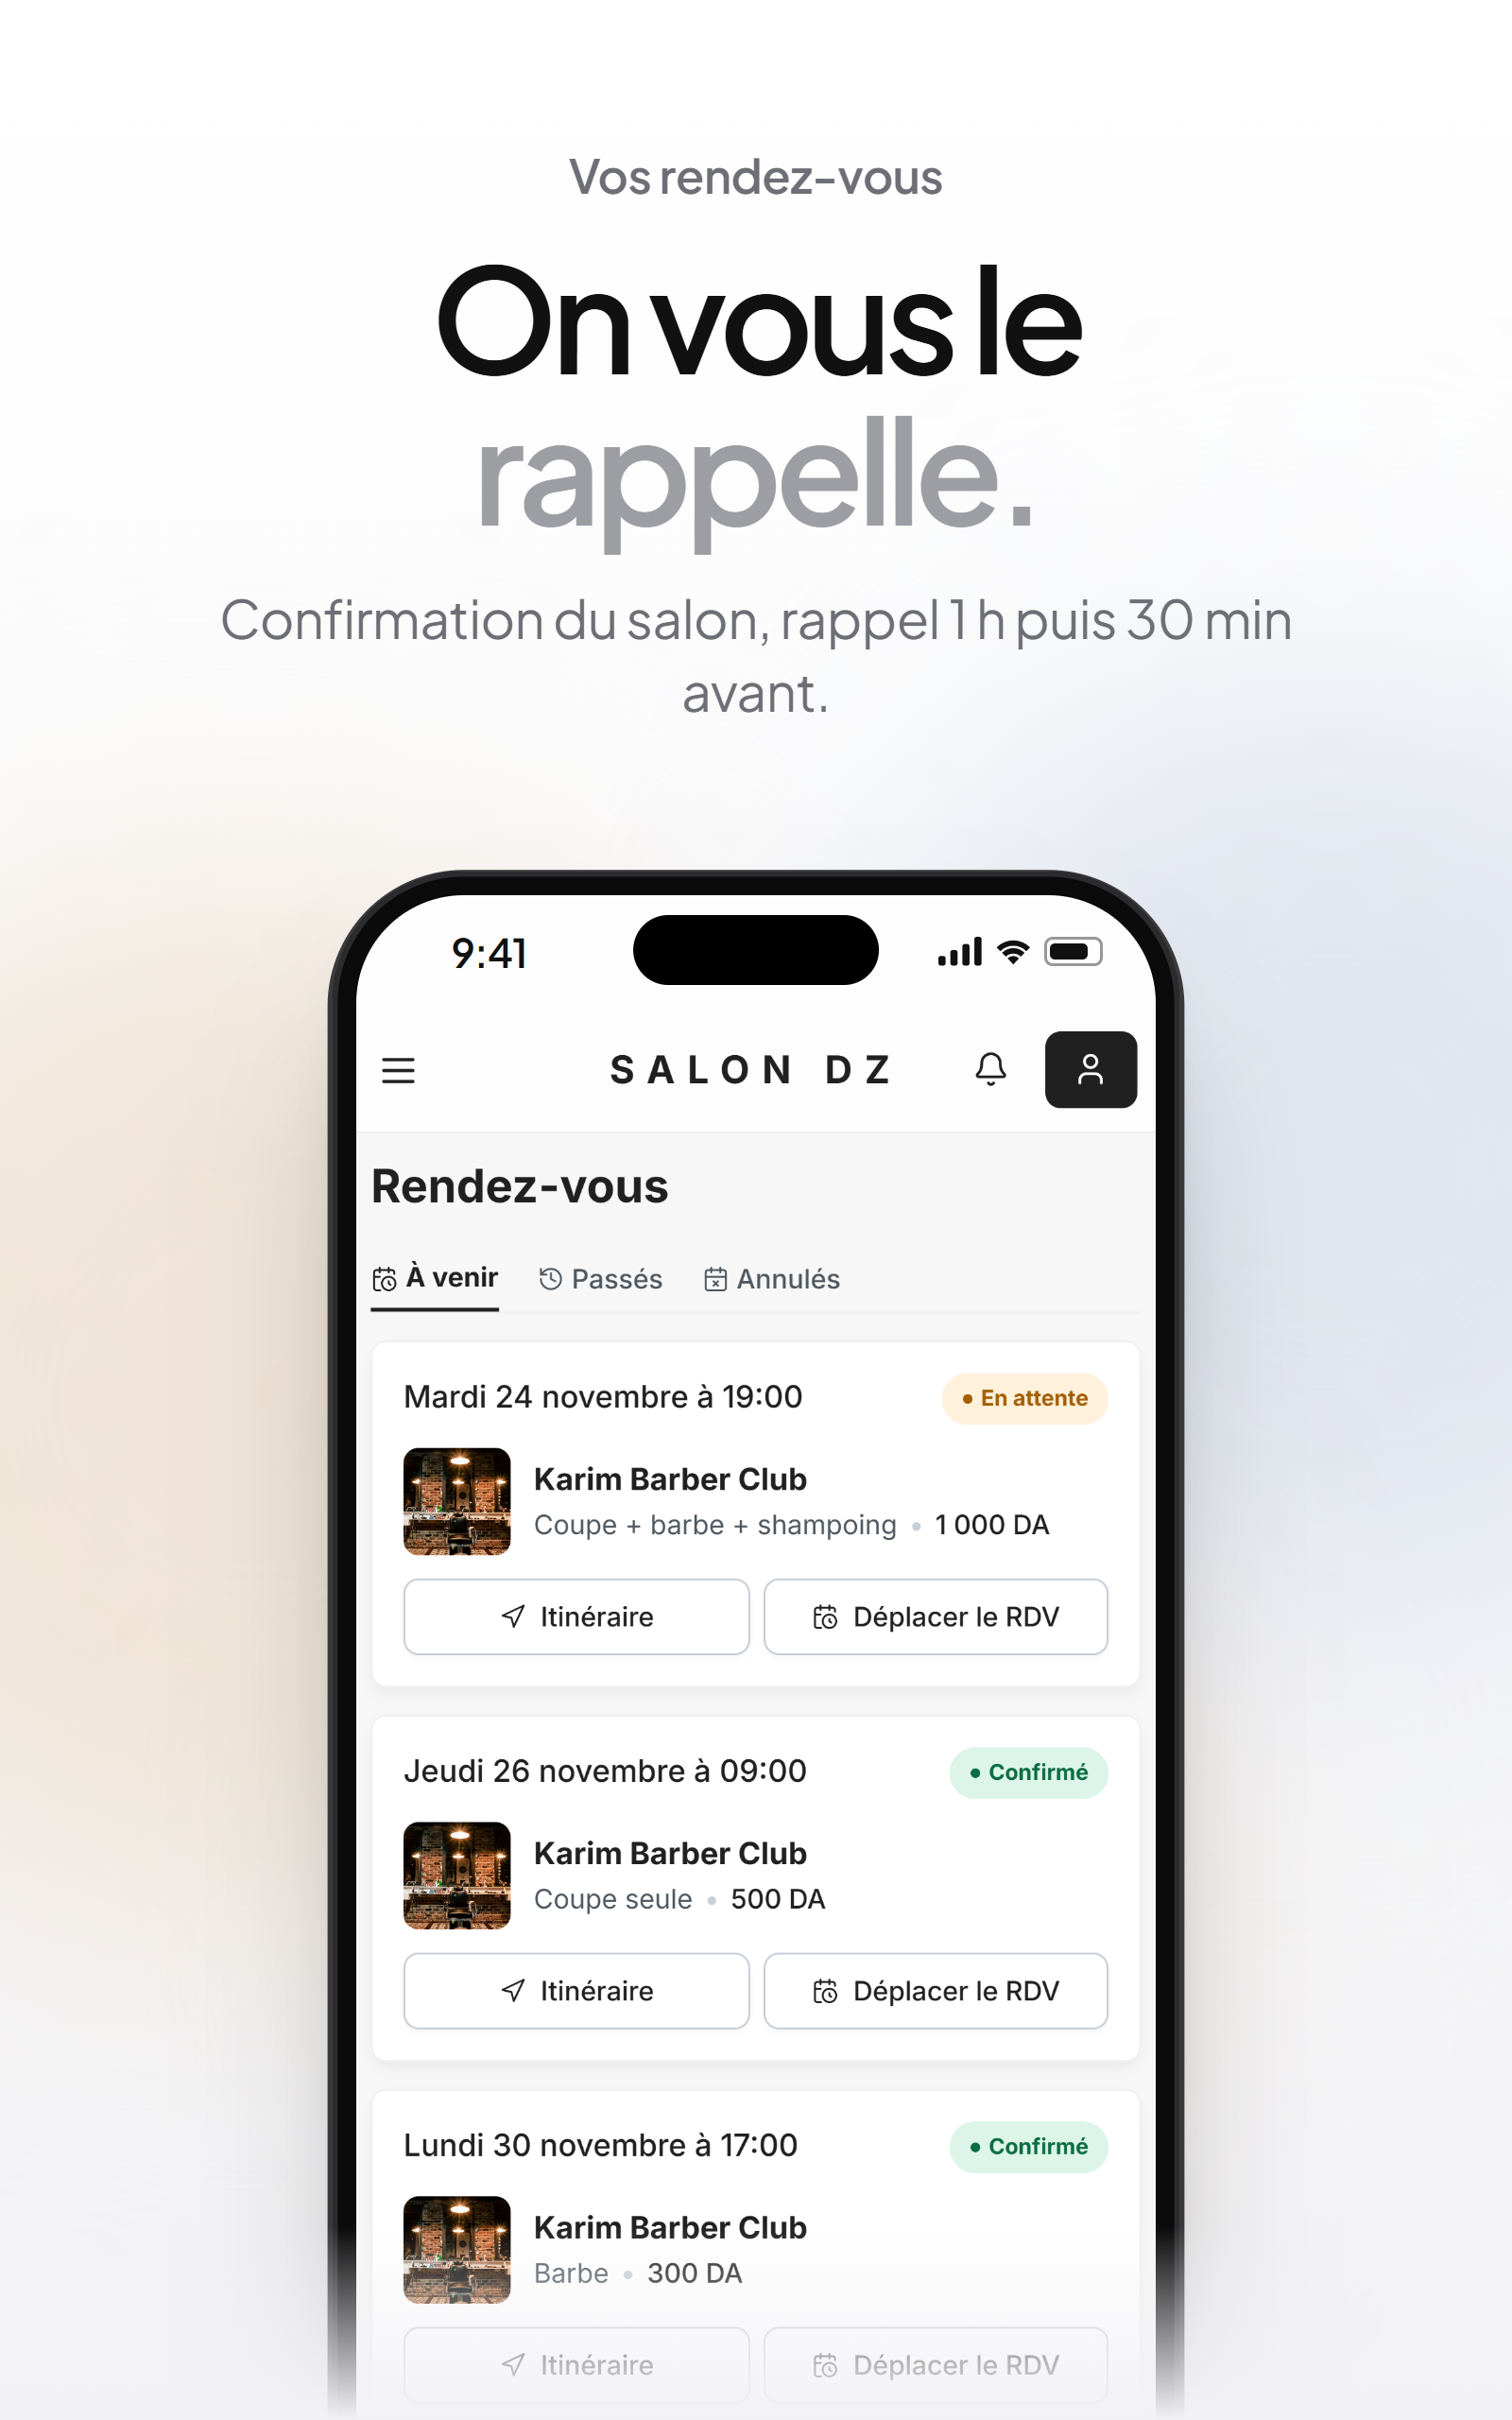 Vos rendez-vous
On vous le
rappelle.
Confirmation du salon, rappel 1 h puis 30 min
avant.
9:41
SALON DZ
Rendez-vous
À venir Passés Annulés
Mardi 24 novembre à 19:00 En attente
Karim Barber Club
Coupe + barbe + shampoing • 1 000 DA
Itinéraire Déplacer le RDV
Jeudi 26 novembre à 09:00 Confirmé
Karim Barber Club
Coupe seule • 500 DA
Itinéraire Déplacer le RDV
Lundi 30 novembre à 17:00 Confirmé
Karim Barber Club
Barbe • 300 DA
Itinéraire Déplacer le RDV